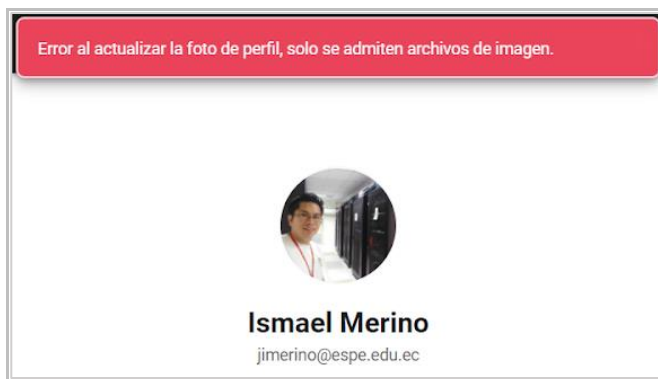 Error al actualizar la foto de perfil, solo se admiten archivos de imagen.
Ismael Merino
jimerino@espe.edu.ec